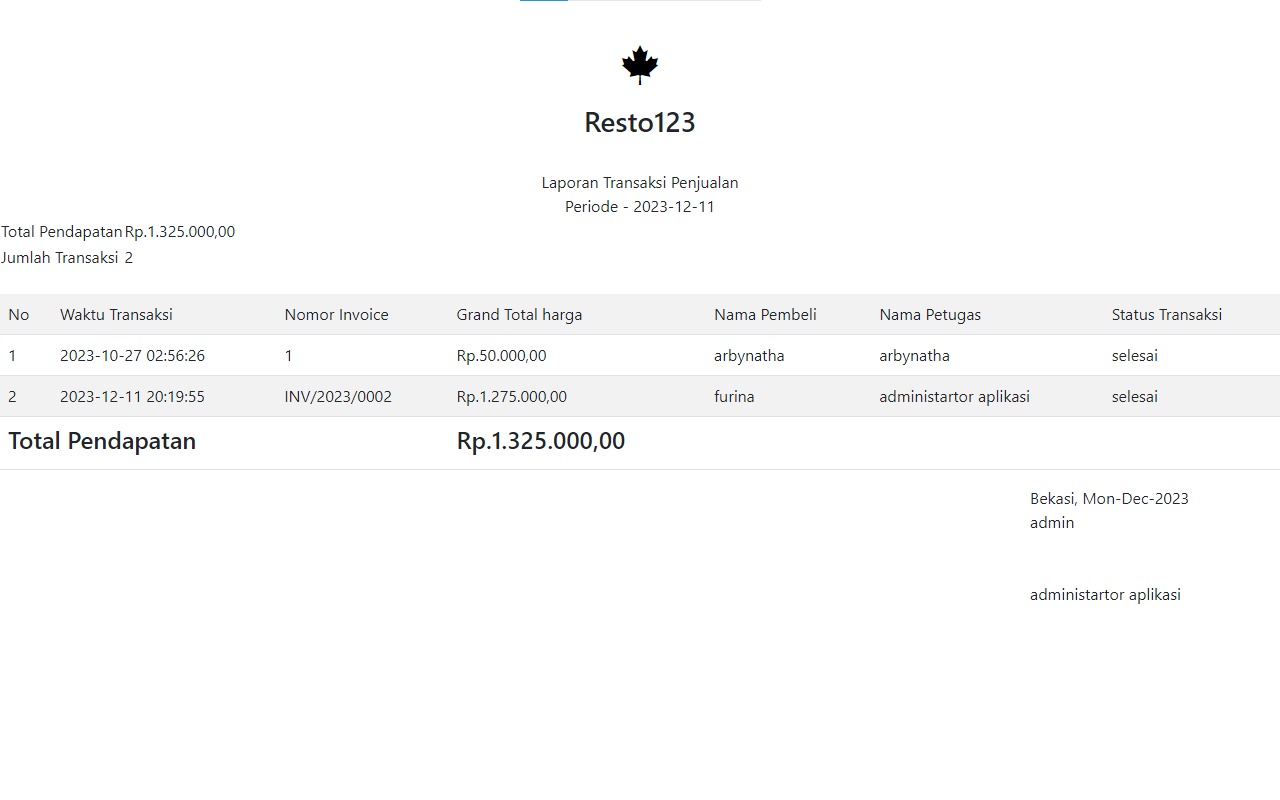 Resto123
Laporan Transaksi Penjualan
Periode - 2023-12-11
Total Pendapatan Rp.1.325.000,00
Jumlah Transaksi 2
No Waktu Transaksi Nomor Invoice Grand Total harga Nama Pembeli Nama Petugas Status Transaksi
1 2023-10-27 02:56:26 1 Rp.50.000,00 arbynatha arbynatha selesai
2 2023-12-11 20:19:55 INV/2023/0002 Rp.1.275.000,00 furina administartor aplikasi selesai
Total Pendapatan Rp.1.325.000,00
Bekasi, Mon-Dec-2023
admin
administartor aplikasi